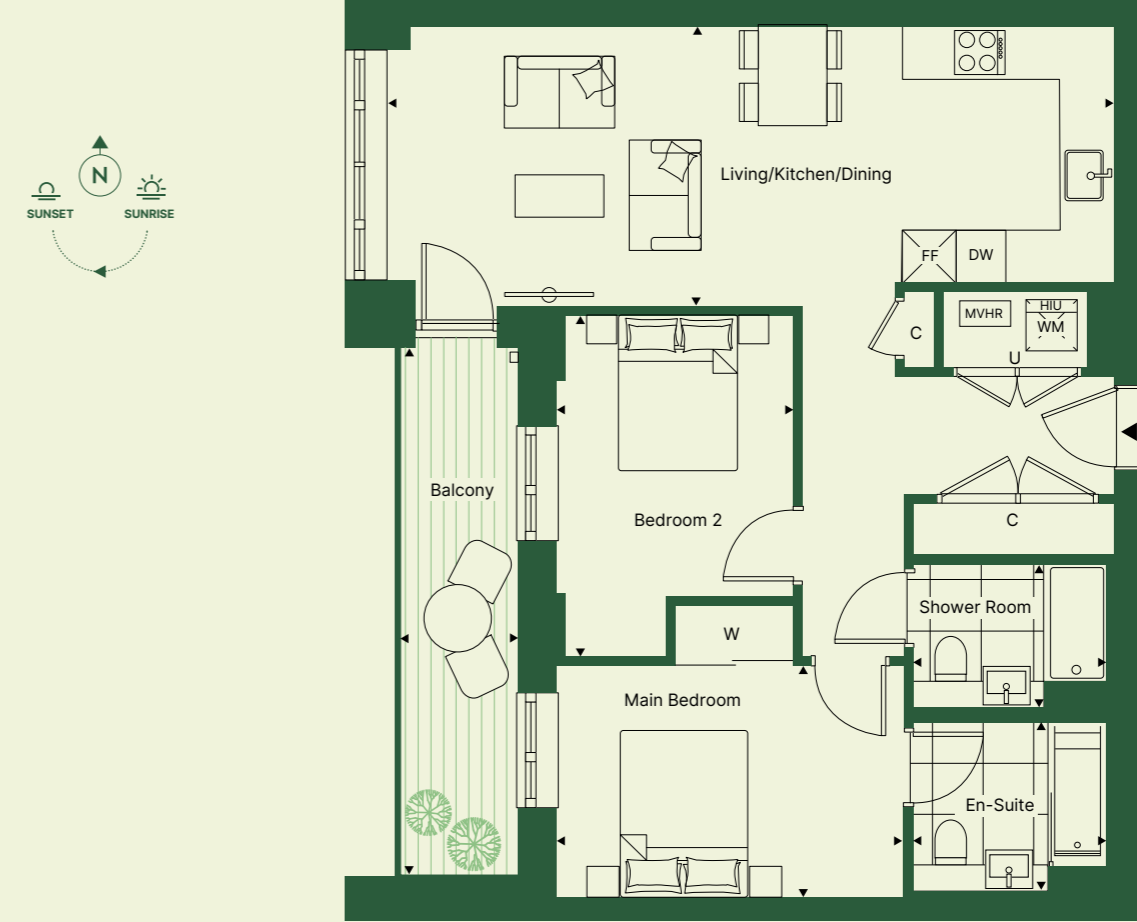 N
SUNSET
SUNRISE
Living/Kitchen/Dining
FF
DW
C
MVHR
HIU
WM
U
Balcony
Bedroom 2
C
Shower Room
W
Main Bedroom
En-Suite